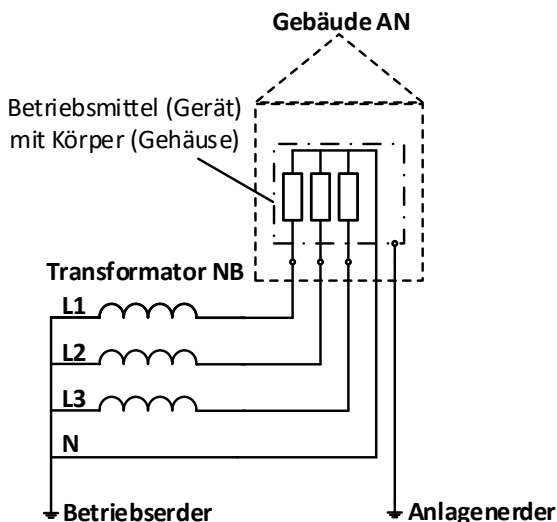 Gebäude AN
Betriebsmittel (Gerät)
mit Körper (Gehäuse)
Transformator NB
L1
L2
L3
N
Betriebserder
Anlagenerder